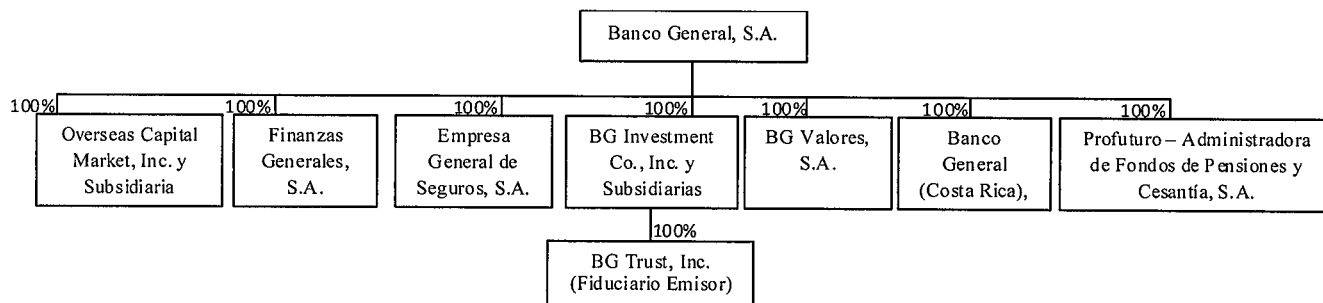 Banco General, S.A.
100%
Overseas Capital
Market, Inc. y
Subsidiaria
100%
Finanzas
Generales,
S.A.
100%
Empresa
General de
Seguros, S.A.
100%
BG Investment
Co., Inc. y
Subsidiarias
100%
BG Valores,
S.A.
100%
Banco
General
(Costa Rica),
100%
Profuturo – Administradora
de Fondos de Pensiones y
Cesantía, S.A.
100%
BG Trust, Inc.
(Fiduciario Emisor)